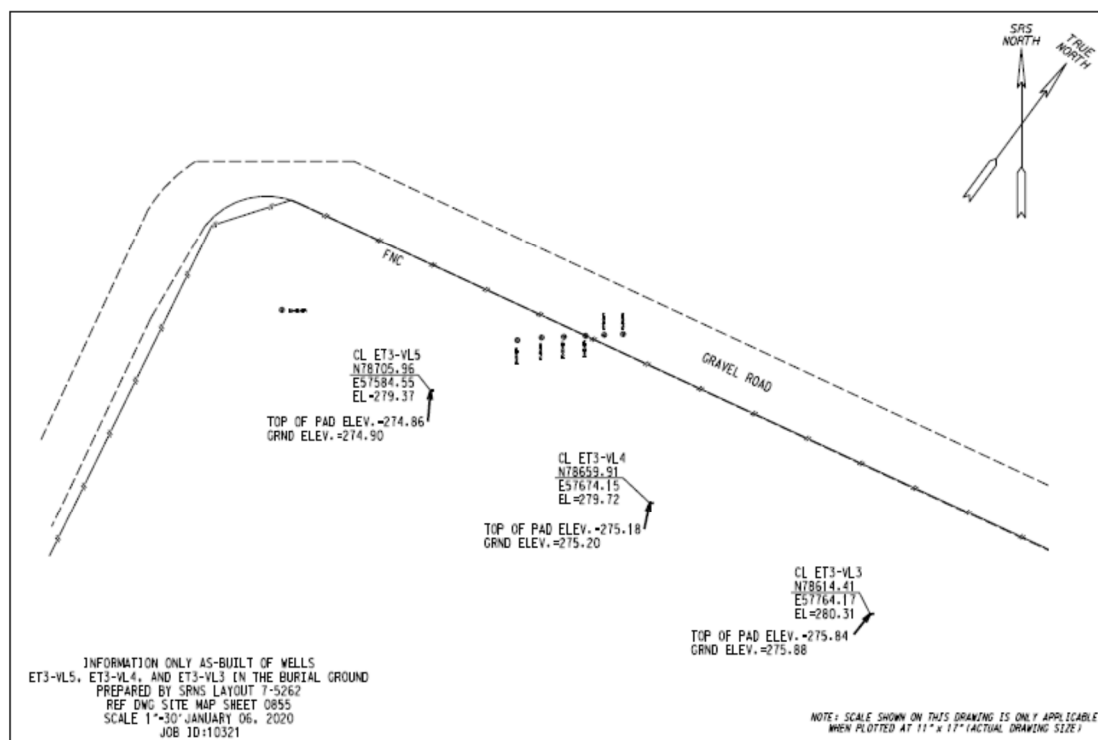 SRS
NORTH
TRUE
NORTH
FNC
GRAVEL ROAD
CL ET3-VL5
N78705.96
E57584.55
EL=279.37
TOP OF PAD ELEV.=274.86
GRND ELEV.=274.90
CL ET3-VL4
N78659.91
E57674.15
EL=279.72
TOP OF PAD ELEV.=275.18
GRND ELEV.=275.20
CL ET3-VL3
N78614.41
E57764.17
EL=280.31
TOP OF PAD ELEV.=275.84
GRND ELEV.=275.88
INFORMATION ONLY AS-BUILT OF WELLS
ET3-VL5, ET3-VL4, AND ET3-VL3 IN THE BURIAL GROUND
PREPARED BY SRNS LAYOUT 7-5262
REF DWG SITE MAP SHEET 0855
SCALE 1"=30' JANUARY 06, 2020
JOB ID:10321
NOTE: SCALE SHOWN ON THIS DRAWING IS ONLY APPLICABLE
WHEN PLOTTED AT 11" x 17" (ACTUAL DRAWING SIZE)